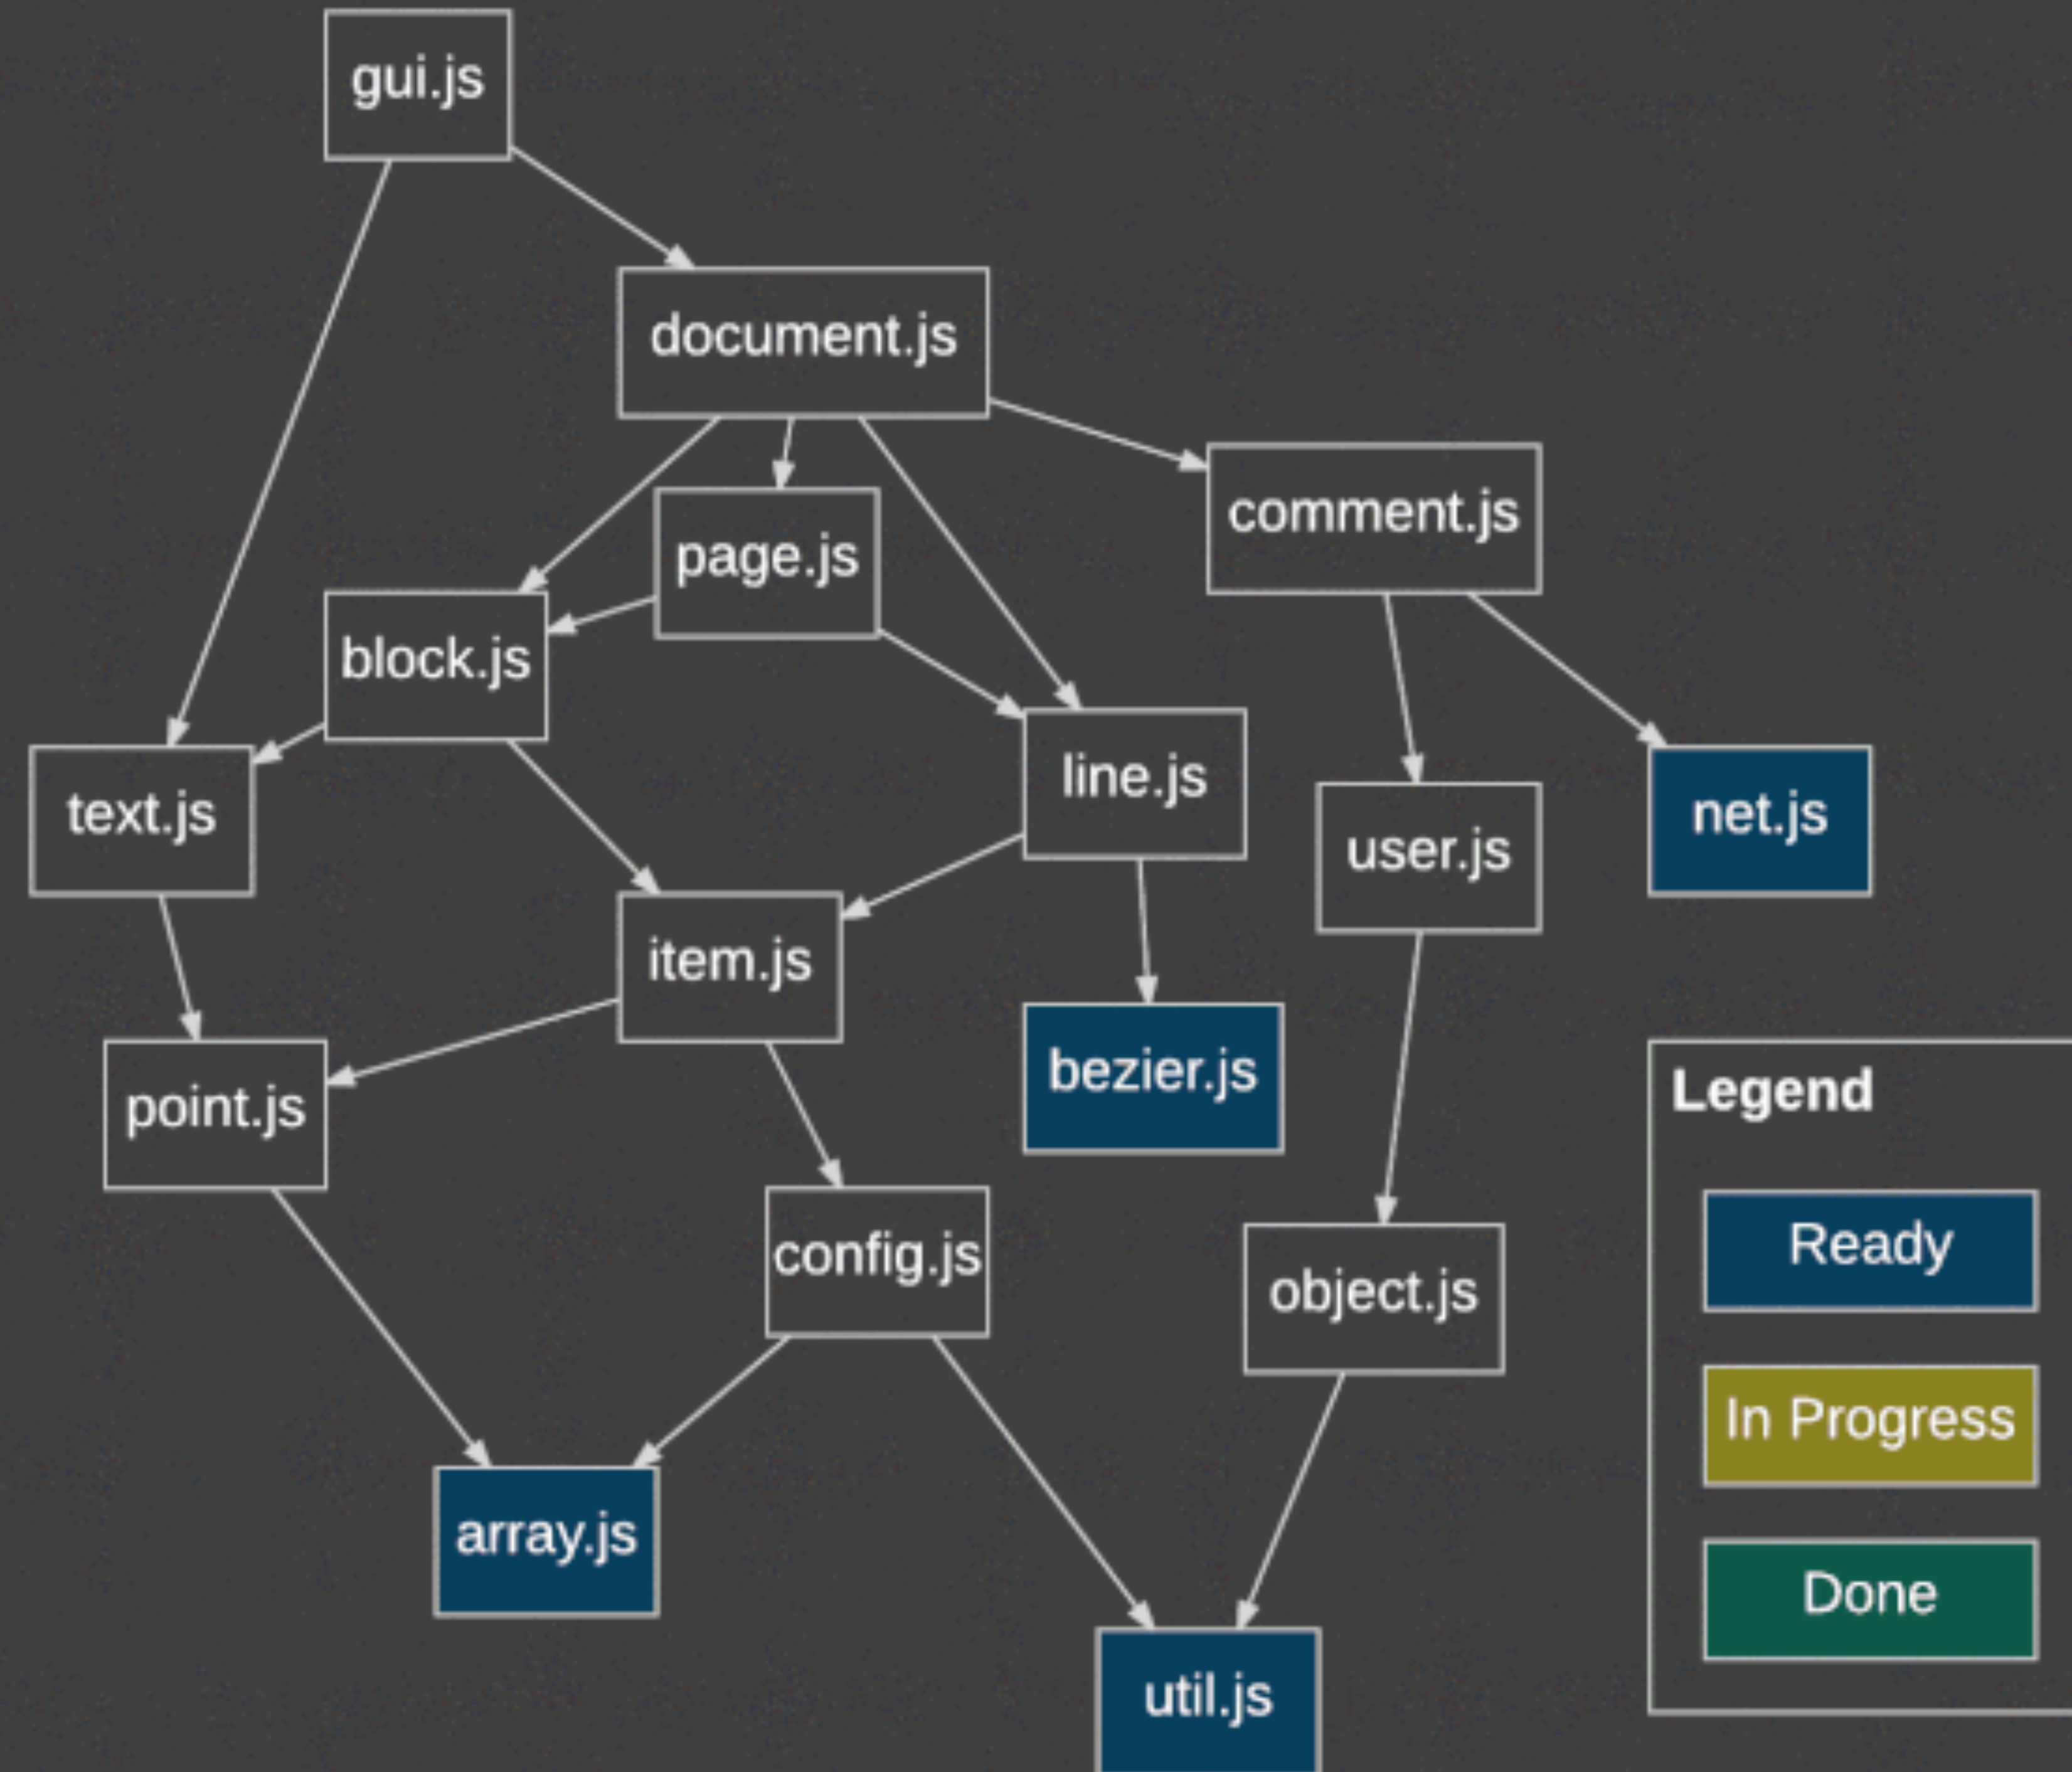 gui.js
document.js
comment.js
page.js
block.js
line.js
text.js
net.js
user.js
item.js
bezier.js
point.js
config.js
object.js
array.js
util.js
Legend
Ready
In Progress
Done